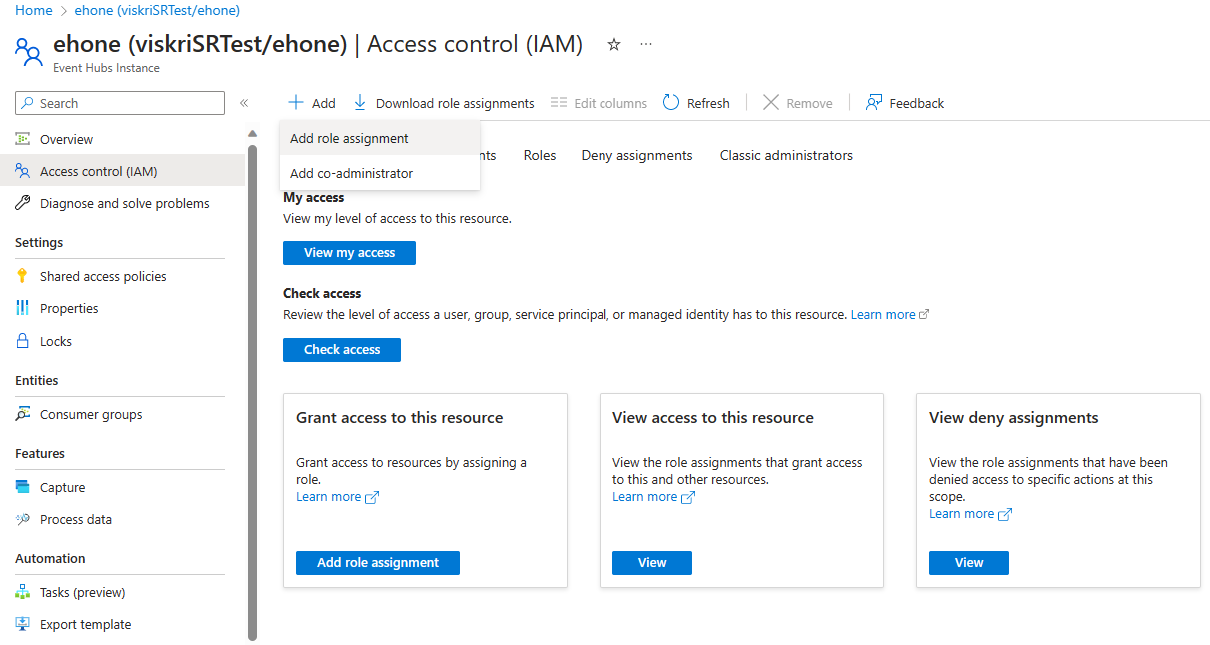 Home > ehone (viskriSRTest/ehone)
ehone (viskriSRTest/ehone) | Access control (IAM)
Event Hubs Instance
Search
Add
Download role assignments
Edit columns
Refresh
Remove
Feedback
Overview
Access control (IAM)
Diagnose and solve problems
Settings
Shared access policies
Properties
Locks
Entities
Consumer groups
Features
Capture
Process data
Automation
Tasks (preview)
Export template
Add role assignment
Add co-administrator
nts
Roles
Deny assignments
Classic administrators
My access
View my level of access to this resource.
View my access
Check access
Review the level of access a user, group, service principal, or managed identity has to this resource. Learn more
Check access
Grant access to this resource
Grant access to resources by assigning a
role.
Learn more
Add role assignment
View access to this resource
View the role assignments that grant access
to this and other resources.
Learn more
View
View deny assignments
View the role assignments that have been
denied access to specific actions at this
scope.
Learn more
View